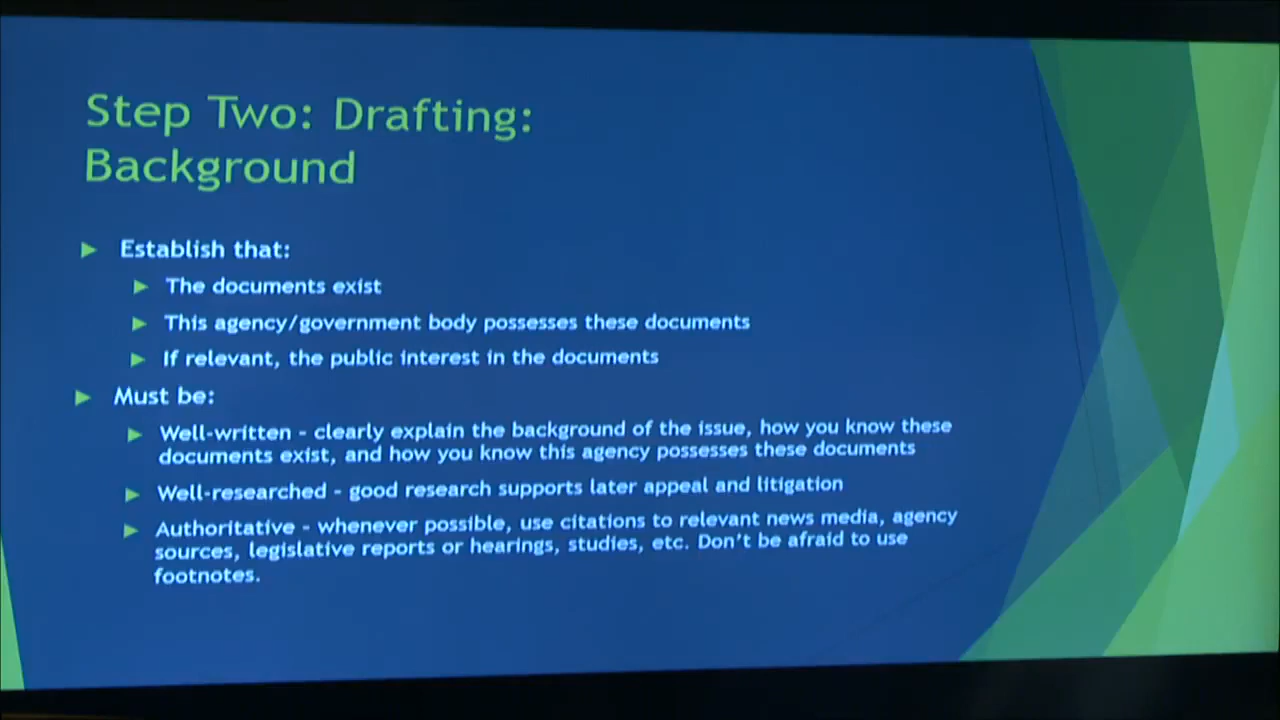 Step Two: Drafting:
Background
Establish that:
The documents exist
This agency/government body possesses these documents
If relevant, the public interest in the documents
Must be:
Well-written - clearly explain the background of the issue, how you know these
documents exist, and how you know this agency possesses these documents
Well-researched - good research supports later appeal and litigation
Authoritative - whenever possible, use citations to relevant news media, agency
sources, legislative reports or hearings, studies, etc. Don't be afraid to use
footnotes.